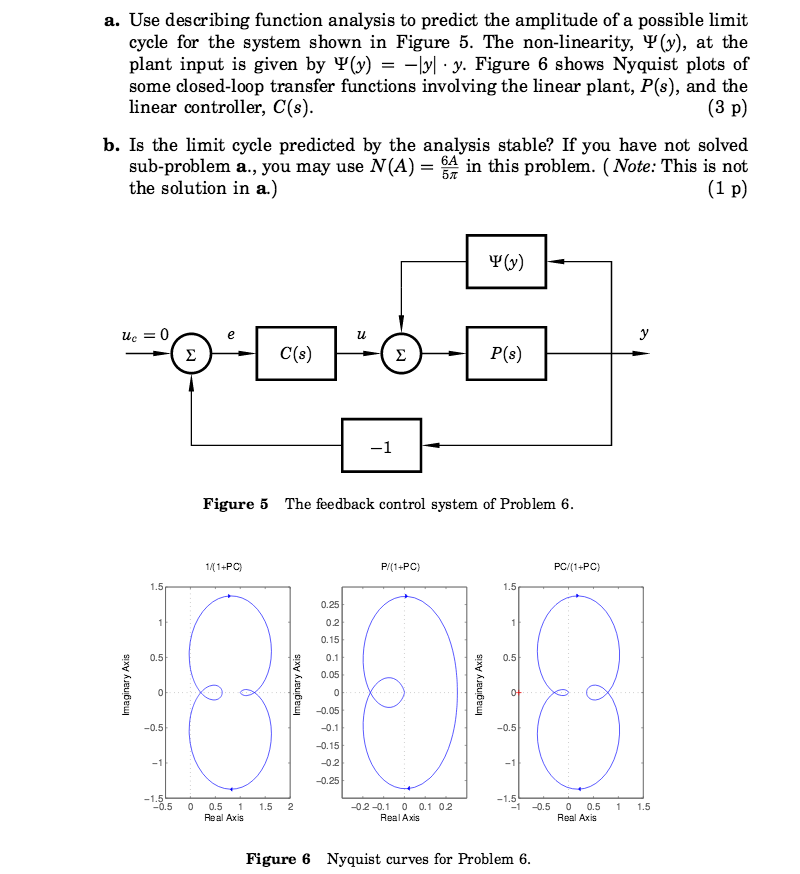 a. Use describing function analysis to predict the amplitude of a possible limit
cycle for the system shown in Figure 5. The non-linearity, Ψ(y), at the
plant input is given by Ψ(y) = −|y| · y. Figure 6 shows Nyquist plots of
some closed-loop transfer functions involving the linear plant, P(s), and the
linear controller, C(s). (3 p)
b. Is the limit cycle predicted by the analysis stable? If you have not solved
sub-problem a., you may use N(A) = 6A/5π in this problem. ( Note: This is not
the solution in a.) (1 p)
Ψ(y)
u_c = 0 e u y
Σ C(s) Σ P(s)
−1
Figure 5 The feedback control system of Problem 6.
1/(1+PC)
1.5
1
0.5
0
−0.5
−1
−1.5
Imaginary Axis
−0.5 0 0.5 1 1.5 2
Real Axis
P/(1+PC)
0.25
0.2
0.15
0.1
0.05
0
−0.05
−0.1
−0.15
−0.2
−0.25
Imaginary Axis
−0.2 −0.1 0 0.1 0.2
Real Axis
PC/(1+PC)
1.5
1
0.5
0
−0.5
−1
−1.5
Imaginary Axis
−1 −0.5 0 0.5 1 1.5
Real Axis
Figure 6 Nyquist curves for Problem 6.